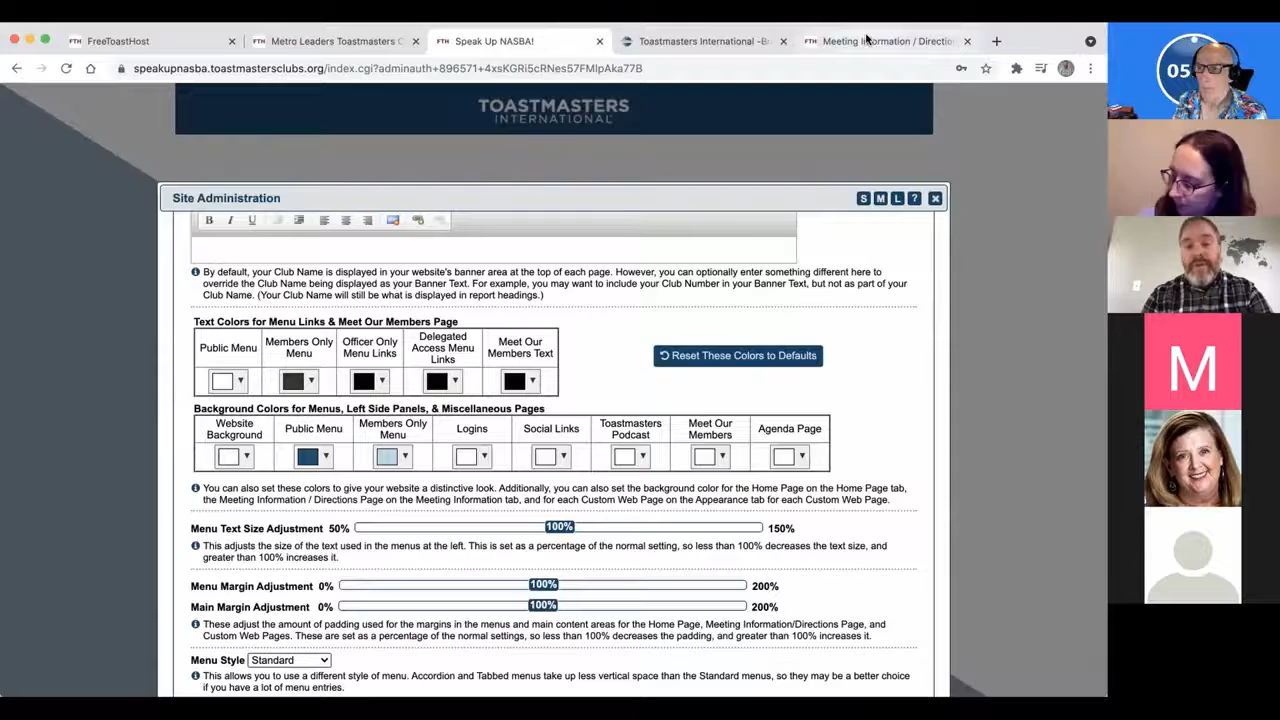 FTH FreeToastHost
FTH Metro Leaders Toastmasters C
FTH Speak Up NASBA!
Toastmasters International -Br
FTH Meeting Information / Directio
speakupnasba.toastmastersclubs.org/index.cgi?adminauth+896571+4xsKGRi5cRNes57FMlpAka77B
TOASTMASTERS
INTERNATIONAL
Site Administration
S M L ?
B I U
By default, your Club Name is displayed in your website's banner area at the top of each page. However, you can optionally enter something different here to
override the Club Name being displayed as your Banner Text. For example, you may want to include your Club Number in your Banner Text, but not as part of your
Club Name. (Your Club Name will still be what is displayed in report headings.)
Text Colors for Menu Links & Meet Our Members Page
Public Menu
Members Only
Menu
Officer Only
Menu Links
Delegated
Access Menu
Links
Meet Our
Members Text
Reset These Colors to Defaults
Background Colors for Menus, Left Side Panels, & Miscellaneous Pages
Website
Background
Public Menu
Members Only
Menu
Logins
Social Links
Toastmasters
Podcast
Meet Our
Members
Agenda Page
You can also set these colors to give your website a distinctive look. Additionally, you can set the background color for the Home Page on the Home Page tab,
the Meeting Information / Directions Page on the Meeting Information tab, and for each Custom Web Page on the Appearance tab for each Custom Web Page.
Menu Text Size Adjustment 50% 100% 150%
This adjusts the size of the text used in the menus at the left. This is set as a percentage of the normal setting, so less than 100% decreases the text size, and
greater than 100% increases it.
Menu Margin Adjustment 0% 100% 200%
Main Margin Adjustment 0% 100% 200%
These adjust the amount of padding used for the margins in the menus and main content areas for the Home Page, Meeting Information/Directions Page, and
Custom Web Pages. These are set as a percentage of the normal settings, so less than 100% decreases the padding, and greater than 100% increases it.
Menu Style Standard
This allows you to use a different style of menu. Accordion and Tabbed menus take up less vertical space than the Standard menus, so they may be a better choice
if you have a lot of menu entries.
05
M